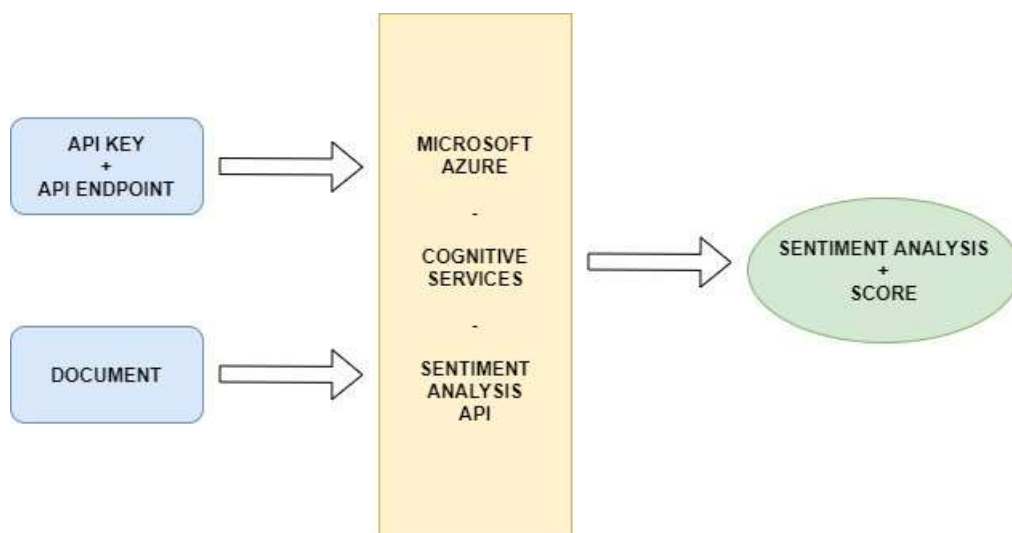 API KEY
+
API ENDPOINT
DOCUMENT
MICROSOFT
AZURE
-
COGNITIVE
SERVICES
-
SENTIMENT
ANALYSIS
API
SENTIMENT ANALYSIS
+
SCORE